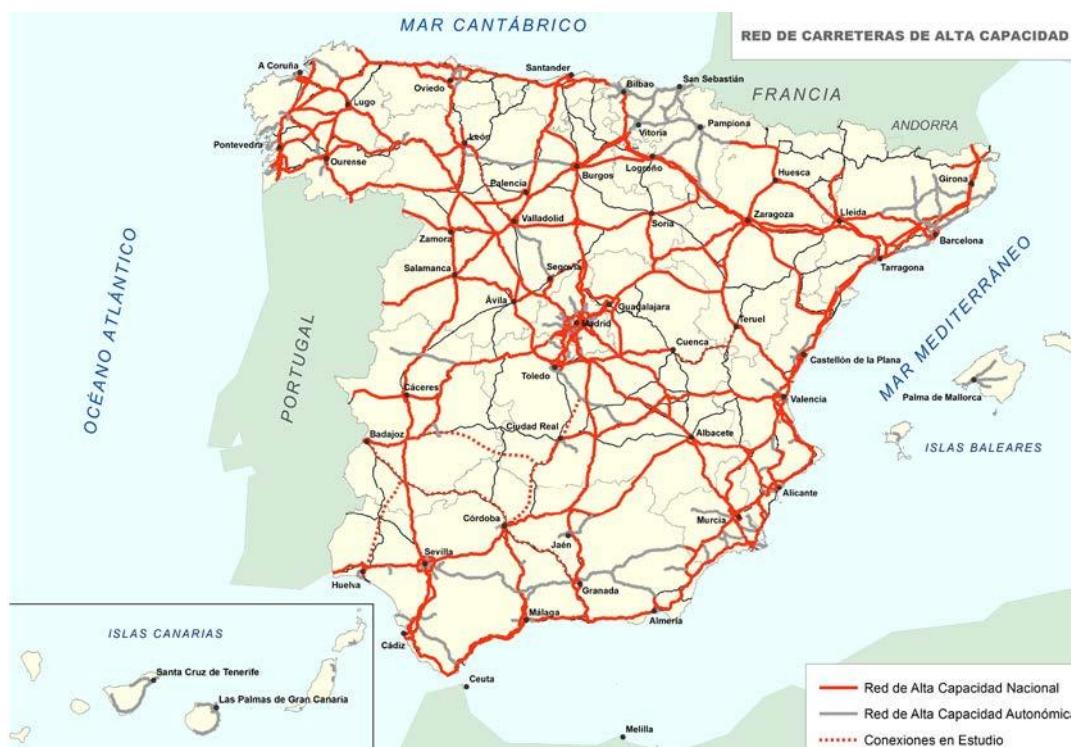 MAR CANTÁBRICO
RED DE CARRETERAS DE ALTA CAPACIDAD
A Coruña
Oviedo
Santander
Bilbao
San Sebastián
FRANCIA
Lugo
León
Vitoria
Pamplona
ANDORRA
Pontevedra
Ourense
Burgos
Logroño
Huesca
Girona
Palencia
Valladolid
Soria
Zaragoza
Lleida
Barcelona
Zamora
Salamanca
Segovia
Tarragona
Ávila
Guadalajara
Madrid
Teruel
OCÉANO ATLÁNTICO
PORTUGAL
Cuenca
Castellón de la Plana
MAR MEDITERRÁNEO
Toledo
Cáceres
Valencia
Palma de Mallorca
Badajoz
Ciudad Real
Albacete
ISLAS BALEARES
Alicante
Córdoba
Murcia
Jaén
Sevilla
Huelva
Granada
Málaga
Almería
Cádiz
ISLAS CANARIAS
Santa Cruz de Tenerife
Las Palmas de Gran Canaria
Ceuta
Melilla
Red de Alta Capacidad Nacional
Red de Alta Capacidad Autonómica
Conexiones en Estudio